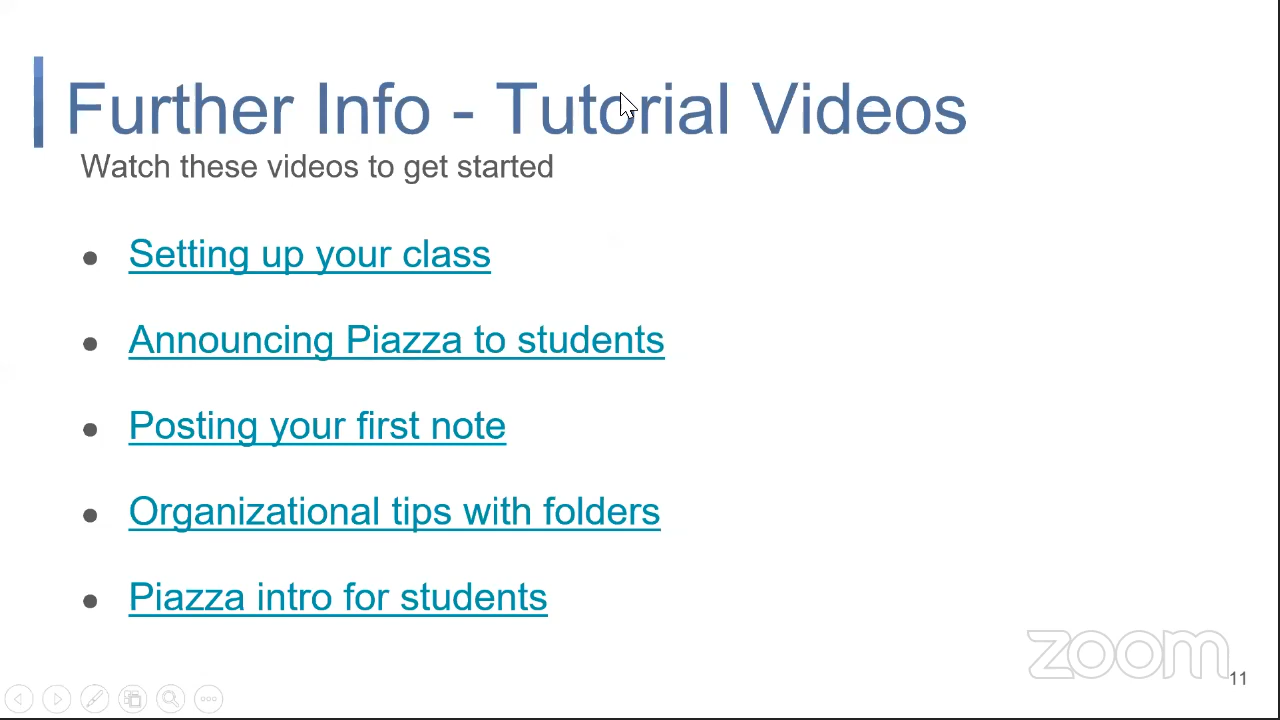 Further Info - Tutorial Videos
Watch these videos to get started
● Setting up your class
● Announcing Piazza to students
● Posting your first note
● Organizational tips with folders
● Piazza intro for students
zoom
11